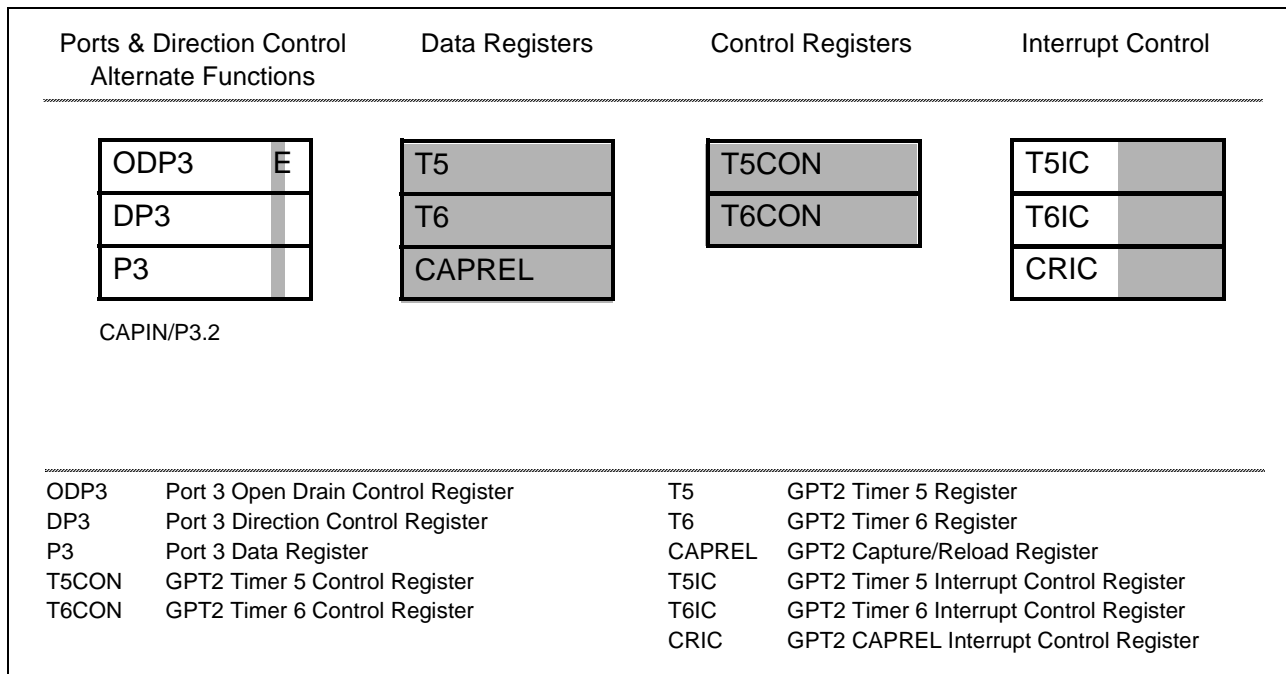 Ports & Direction Control
Alternate Functions
Data Registers
Control Registers
Interrupt Control
ODP3 E
DP3
P3
CAPIN/P3.2
T5
T6
CAPREL
T5CON
T6CON
T5IC
T6IC
CRIC
ODP3 Port 3 Open Drain Control Register
DP3 Port 3 Direction Control Register
P3 Port 3 Data Register
T5CON GPT2 Timer 5 Control Register
T6CON GPT2 Timer 6 Control Register
T5 GPT2 Timer 5 Register
T6 GPT2 Timer 6 Register
CAPREL GPT2 Capture/Reload Register
T5IC GPT2 Timer 5 Interrupt Control Register
T6IC GPT2 Timer 6 Interrupt Control Register
CRIC GPT2 CAPREL Interrupt Control Register